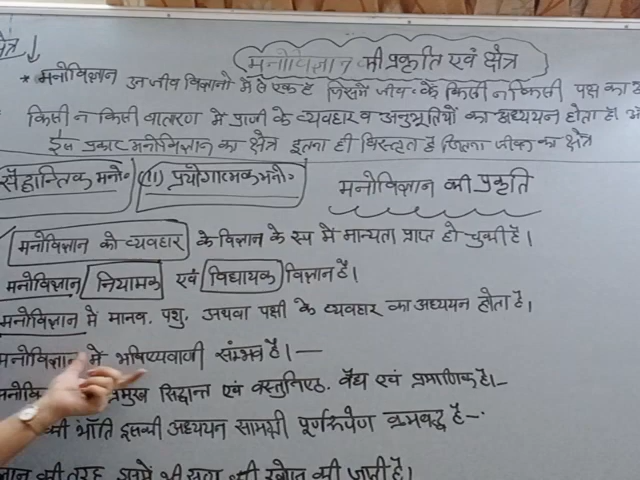 क्षेत्र
मनोविज्ञान की प्रकृति एवं क्षेत्र
* मनोविज्ञान उन जीव विज्ञानों में से एक है जिसमें जीव के किसी न किसी पक्ष का
किसी न किसी वातारण में प्राणी के व्यवहार व अनुभूतियों का अध्ययन होता है।
इस प्रकार मनोविज्ञान का क्षेत्र इतना ही विस्तृत है जितना जीवन का क्षेत्र
सैद्धान्तिक मनो० (ii) प्रयोगात्मक मनो०
मनोविज्ञान की प्रकृति
मनोविज्ञान को व्यवहार के विज्ञान के रूप में मान्यता प्राप्त हो चुकी है।
मनोविज्ञान नियामक एवं विधायक विज्ञान है।
मनोविज्ञान में मानव, पशु, अथवा पक्षी के व्यवहार का अध्ययन होता है।
मनोविज्ञान में भविष्यवाणी संम्भव है।—
मनोवि प्रमुख सिद्धान्त एवं वस्तुनिष्ठ, वैध एवं प्रमाणिक है।-
की भाँति इसकी अध्ययन सामग्री पूर्णरूपेण क्रमबद्ध है-
की तरह इसमें भी सत्य की खोज की जाती है।